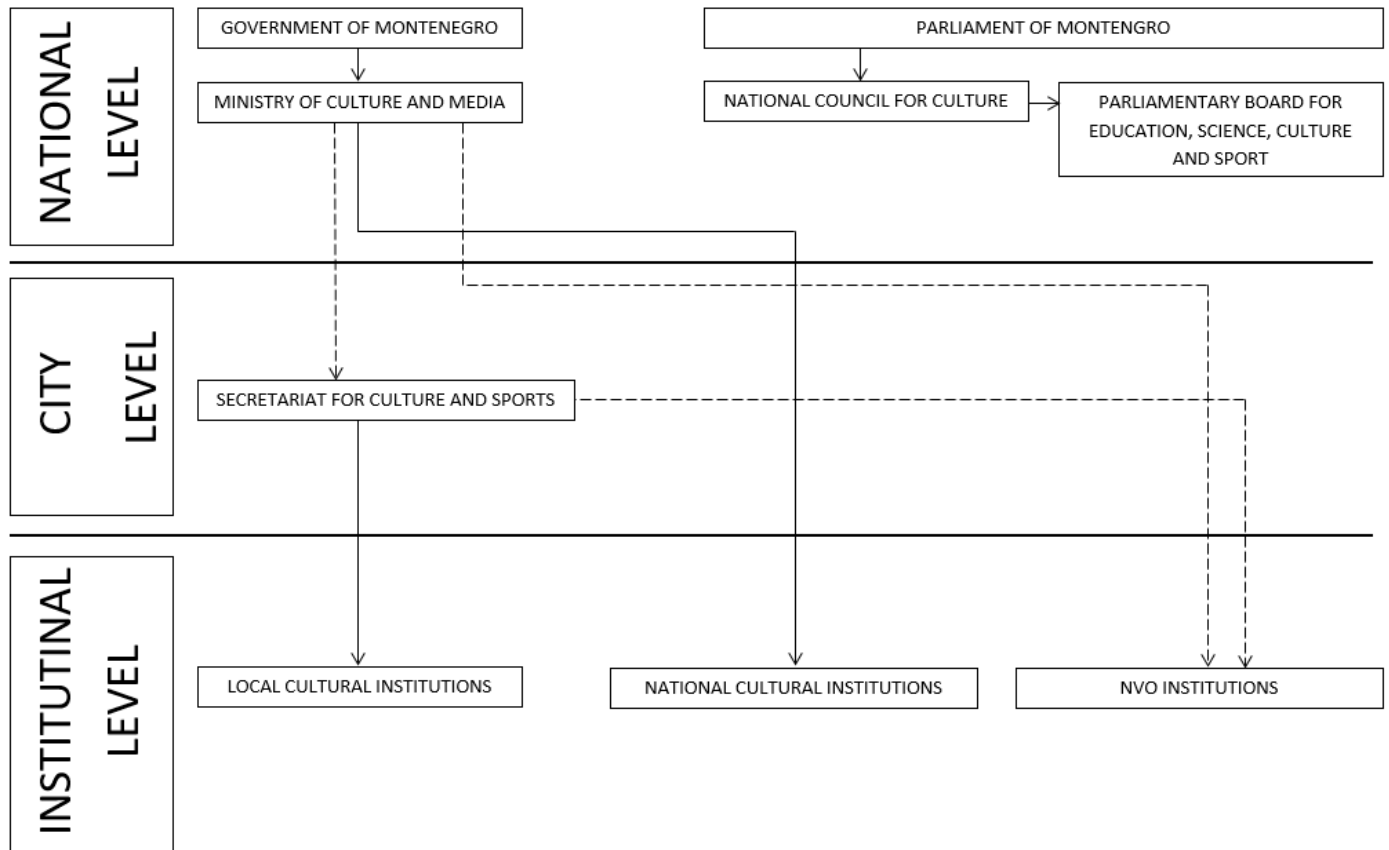 NATIONAL
LEVEL
GOVERNMENT OF MONTENEGRO
PARLIAMENT OF MONTENGRO
MINISTRY OF CULTURE AND MEDIA
NATIONAL COUNCIL FOR CULTURE
PARLIAMENTARY BOARD FOR
EDUCATION, SCIENCE, CULTURE
AND SPORT
CITY
LEVEL
SECRETARIAT FOR CULTURE AND SPORTS
INSTITUTINAL
LEVEL
LOCAL CULTURAL INSTITUTIONS
NATIONAL CULTURAL INSTITUTIONS
NVO INSTITUTIONS